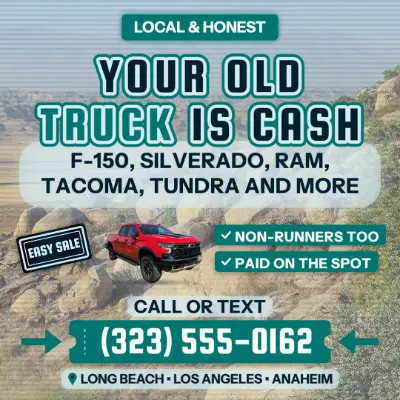 LOCAL & HONEST
YOUR OLD
TRUCK IS CASH
F-150, SILVERADO, RAM,
TACOMA, TUNDRA AND MORE
EASY SALE
✓ NON-RUNNERS TOO
✓ PAID ON THE SPOT
CALL OR TEXT
(323) 555-0162
LONG BEACH • LOS ANGELES • ANAHEIM